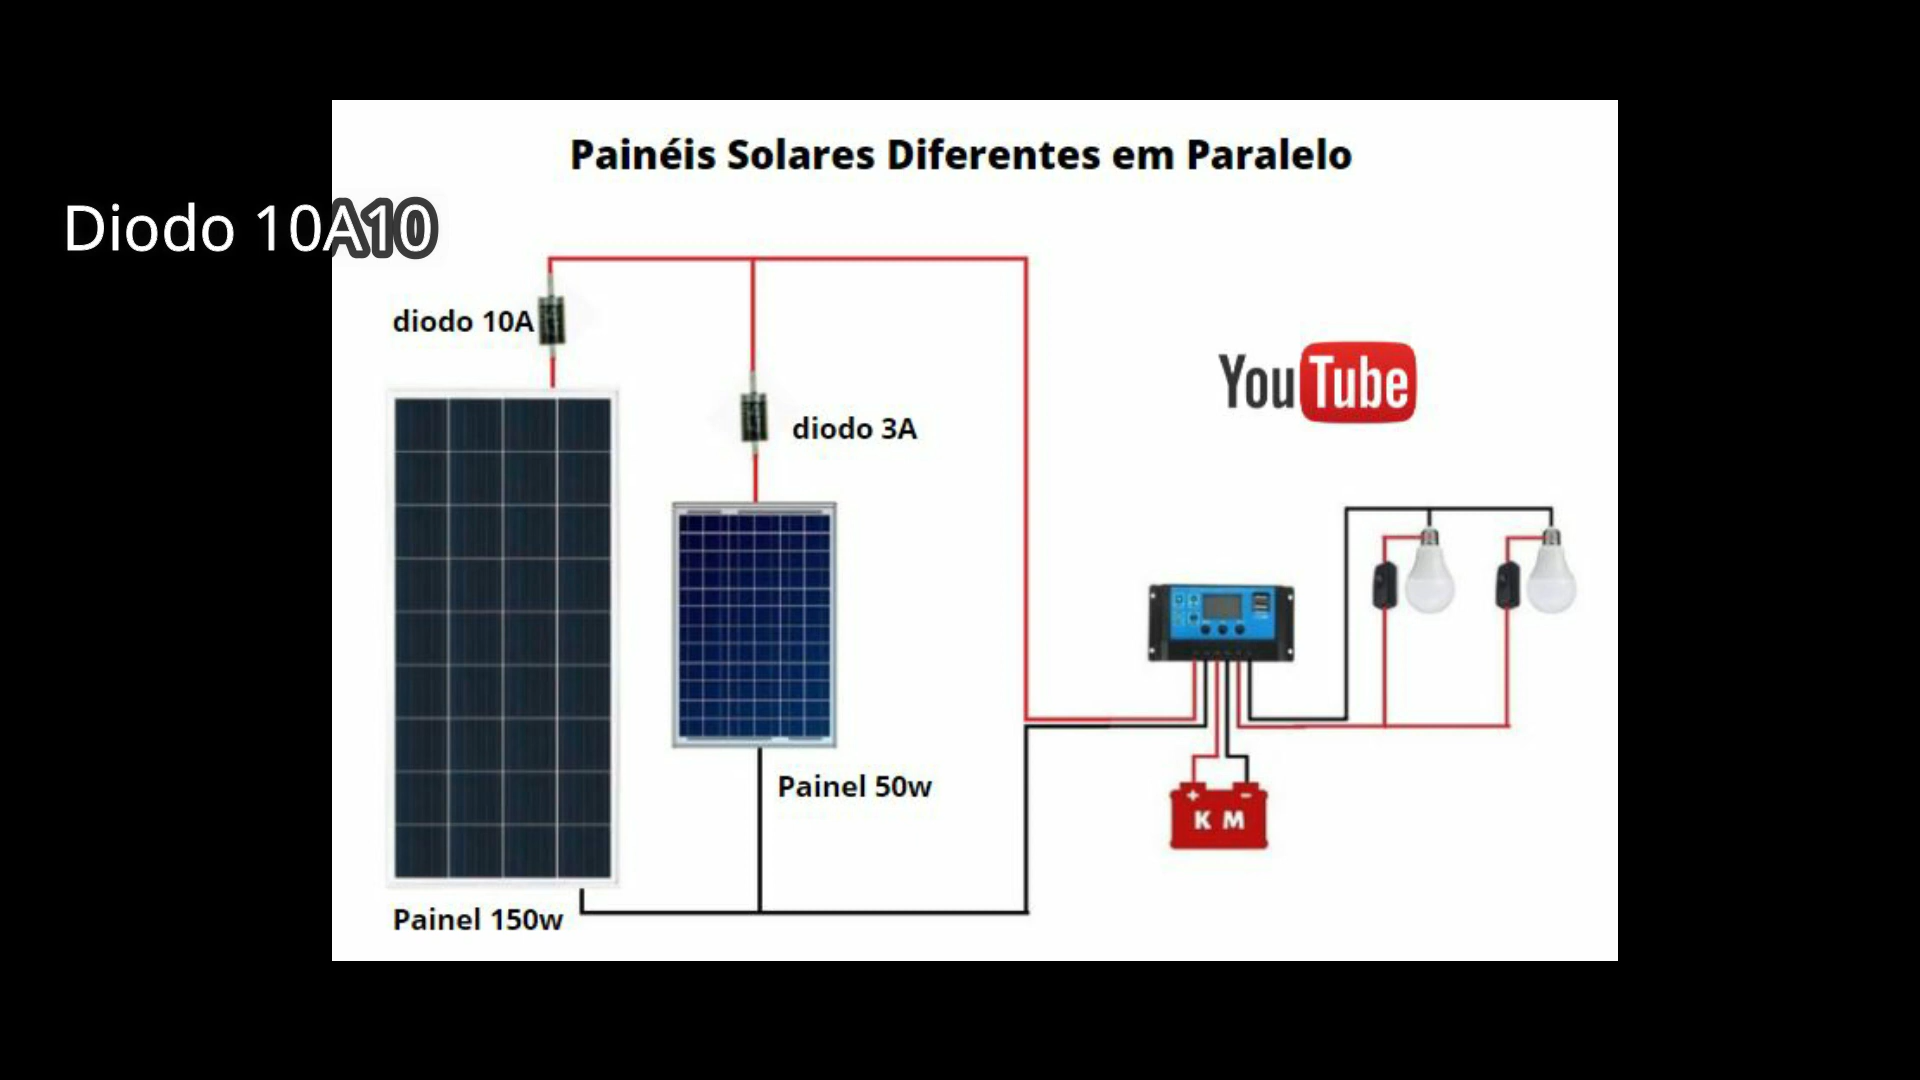 Painéis Solares Diferentes em Paralelo
Diodo 10A10
diodo 10A
diodo 3A
YouTube
Painel 50w
+ −
K M
Painel 150w